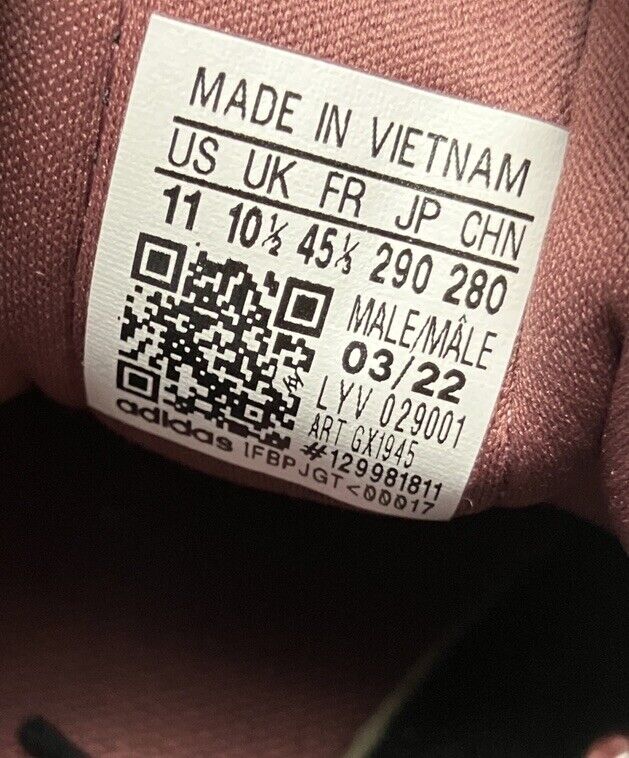 MADE IN VIETNAM
US UK FR JP CHN
11 10½ 45⅓ 290 280
MALE/MÂLE
03/22
LYV 029001
ART GX1945
#129981811
adidas 1FBPJGT<00017